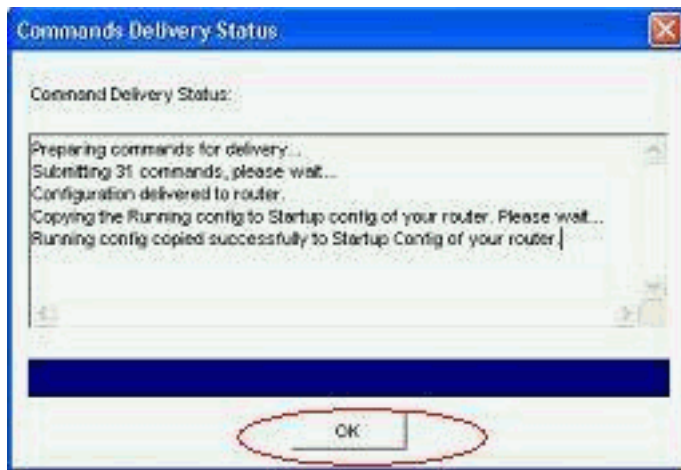 Commands Delivery Status
Command Delivery Status:
Preparing commands for delivery...
Submitting 31 commands, please wait...
Configuration delivered to router.
Copying the Running config to Startup config of your router. Please wait...
Running config copied successfully to Startup Config of your router.
OK